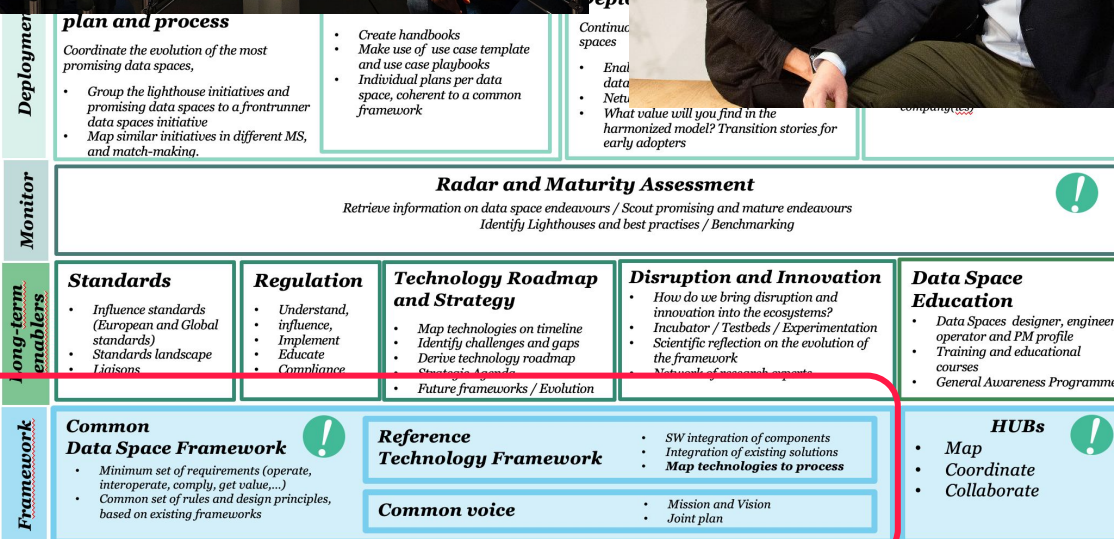 Deployment
plan and process
Coordinate the evolution of the most
promising data spaces,
• Group the lighthouse initiatives and
promising data spaces to a frontrunner
data spaces initiative
• Map similar initiatives in different MS,
and match-making.
• Create handbooks
• Make use of use case template
and use case playbooks
• Individual plans per data
space, coherent to a common
framework
spaces
• What value will you find in the
harmonized model? Transition stories for
early adopters
company(ies)
Monitor
Radar and Maturity Assessment
Retrieve information on data space endeavours / Scout promising and mature endeavours
Identify Lighthouses and best practises / Benchmarking
Long-term
enablers
Standards
• Influence standards
(European and Global
standards)
• Standards landscape
• Liaisons
Regulation
• Understand,
• influence,
• Implement
• Educate
• Compliance
Technology Roadmap
and Strategy
• Map technologies on timeline
• Identify challenges and gaps
• Derive technology roadmap
• Strategic Agenda
• Future frameworks / Evolution
Disruption and Innovation
• How do we bring disruption and
innovation into the ecosystems?
• Incubator / Testbeds / Experimentation
• Scientific reflection on the evolution of
the framework
• Network of research experts
Data Space
Education
• Data Spaces designer, engineer
operator and PM profile
• Training and educational
courses
• General Awareness Programme
Framework
Common
Data Space Framework
• Minimum set of requirements (operate,
interoperate, comply, get value,...)
• Common set of rules and design principles,
based on existing frameworks
Reference
Technology Framework
• SW integration of components
• Integration of existing solutions
• Map technologies to process
Common voice
• Mission and Vision
• Joint plan
HUBs
• Map
• Coordinate
• Collaborate